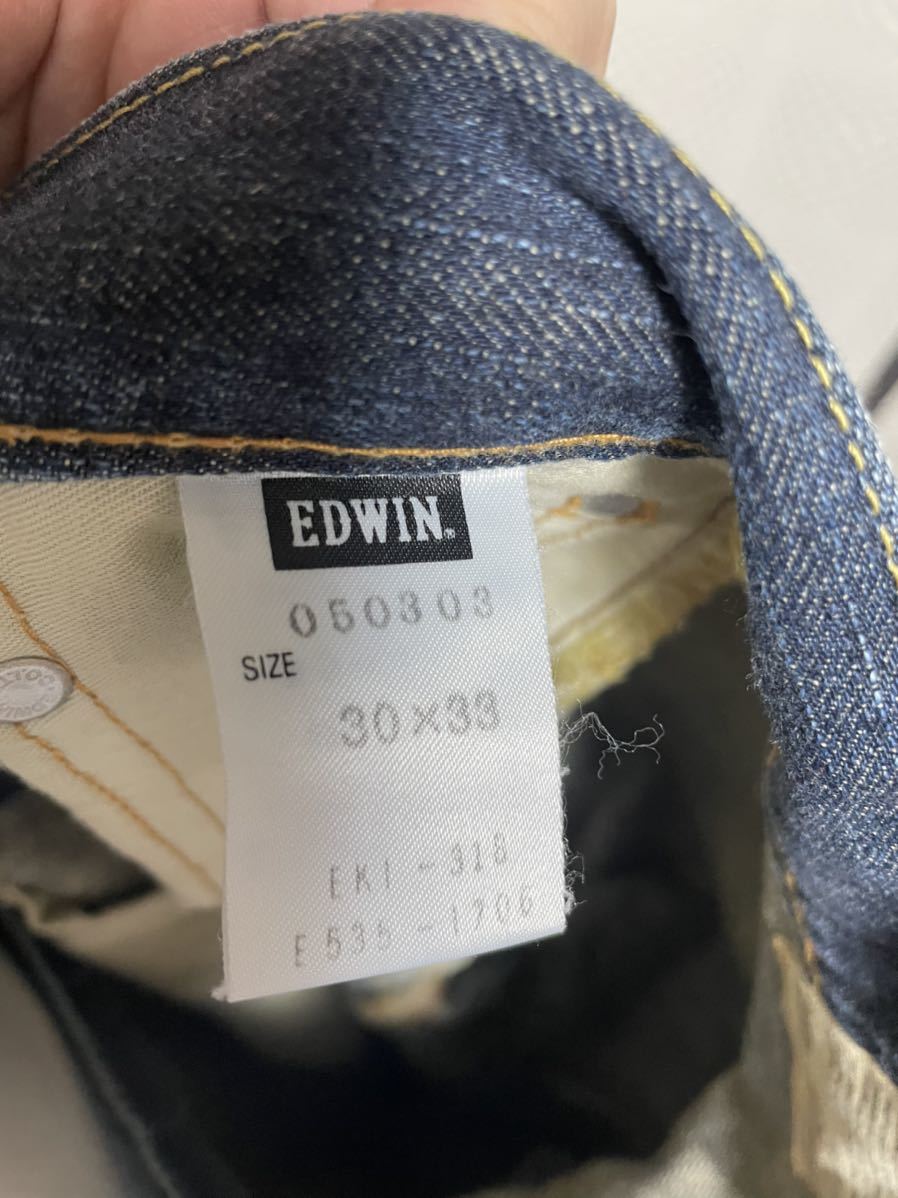 EDWIN.
050303
SIZE
30×33
EKI-318
E535-1706